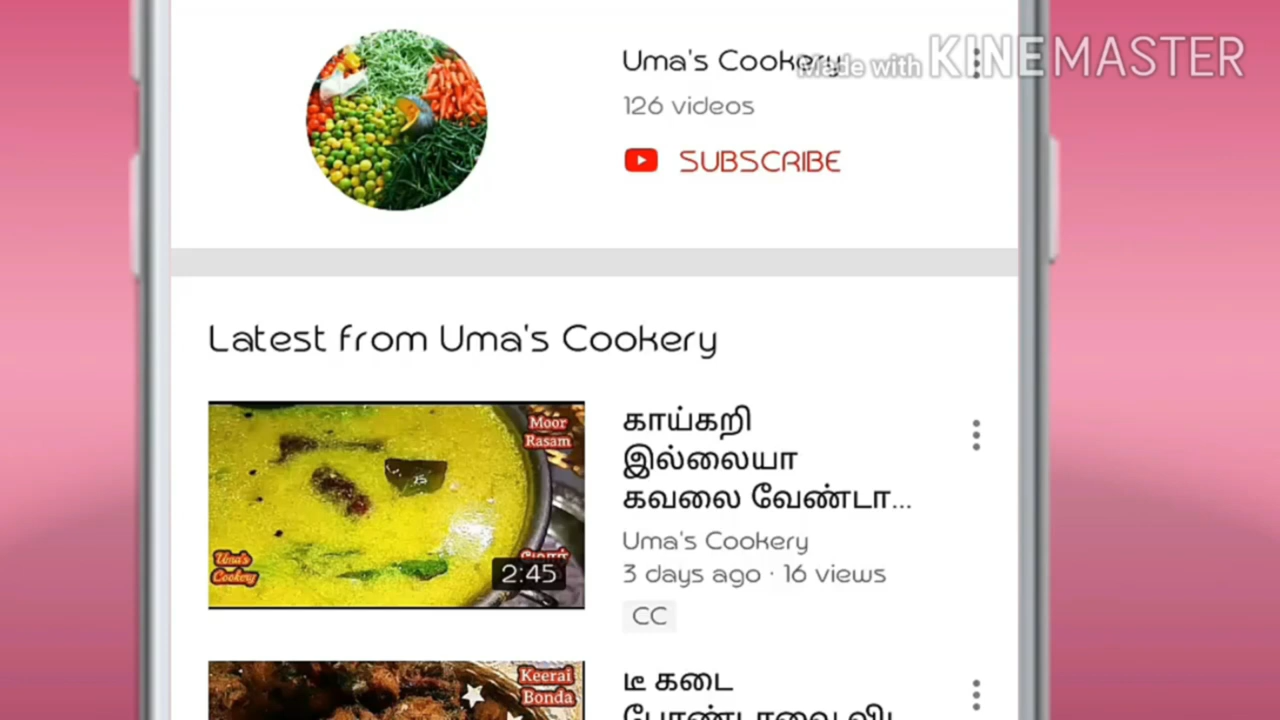 Uma's Cookery
Made with KINEMASTER
126 videos
SUBSCRIBE
Latest from Uma's Cookery
Moor
Rasam
Uma's
Cookery
மோர்
2:45
காய்கறி
இல்லையா
கவலை வேண்டா...
Uma's Cookery
3 days ago · 16 views
CC
Keerai
Bonda
டீ கடை